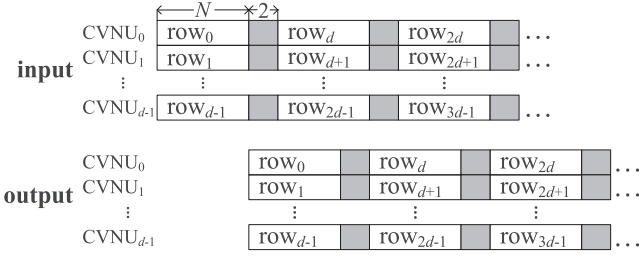 N 2
CVNU0 row0 rowd row2d ...
input CVNU1 row1 rowd+1 row2d+1
⋮ ⋮ ⋮ ⋮
CVNUd-1 rowd-1 row2d-1 row3d-1 ...
CVNU0 row0 rowd row2d ...
output CVNU1 row1 rowd+1 row2d+1 ...
⋮ ⋮ ⋮ ⋮
CVNUd-1 rowd-1 row2d-1 row3d-1 ...